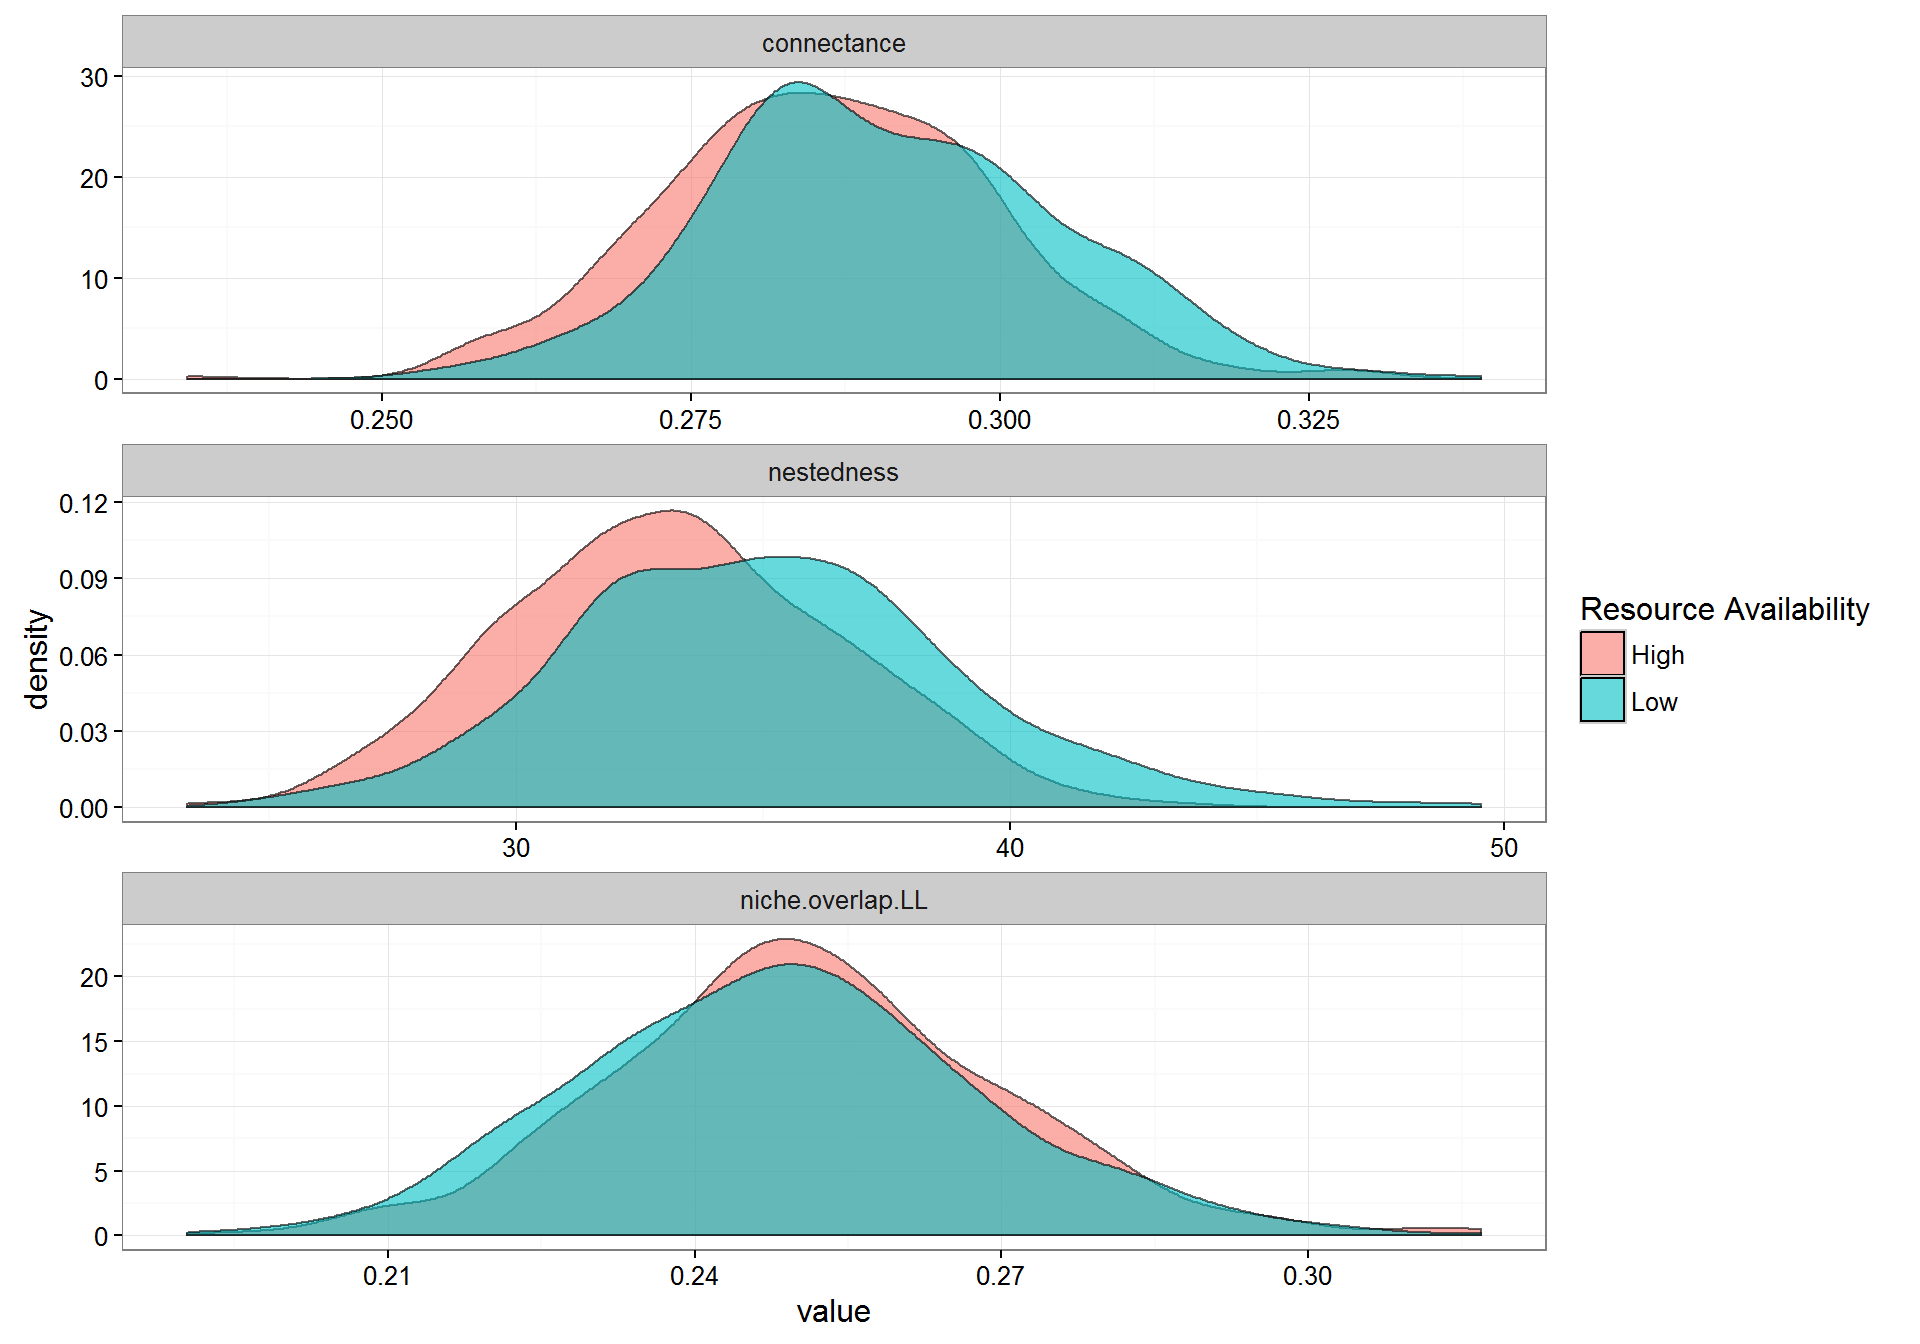 connectance
30
20
10
0
0.250 0.275 0.300 0.325
nestedness
0.12
0.09
0.06
0.03
0.00
30 40 50
niche.overlap.LL
20
15
10
5
0
0.21 0.24 0.27 0.30
value
density
Resource Availability
High
Low